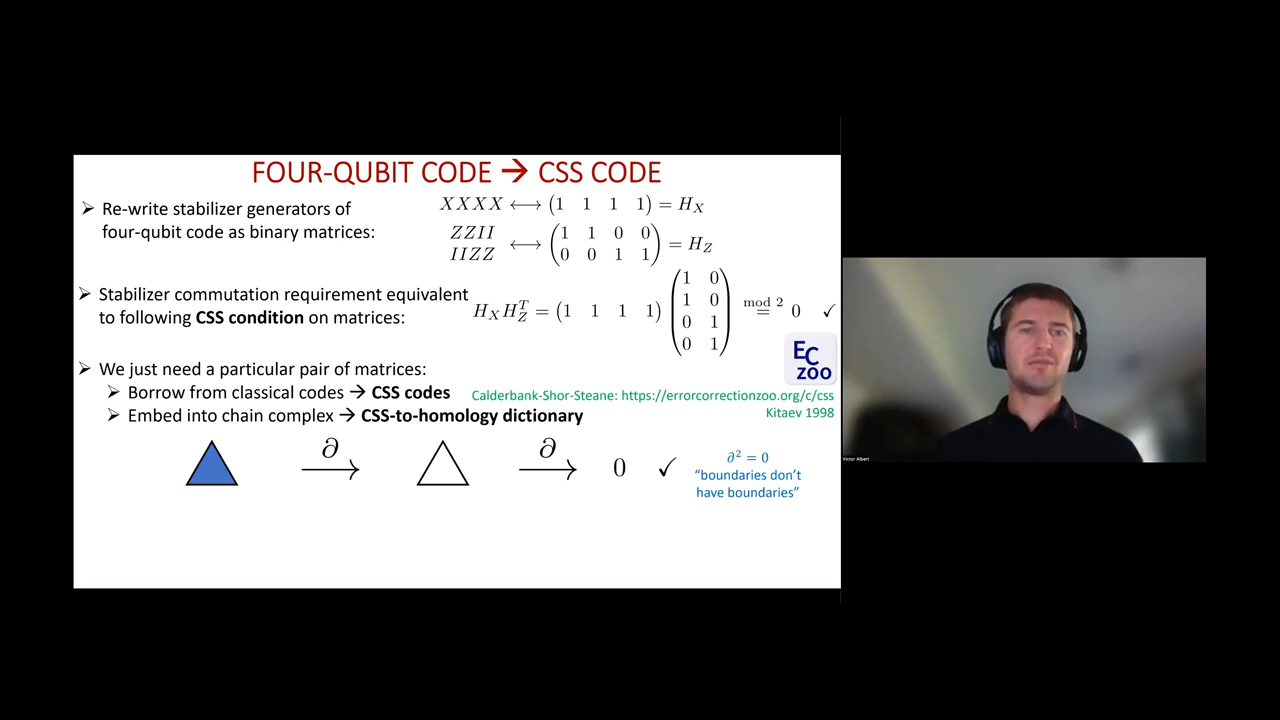 FOUR-QUBIT CODE → CSS CODE
➢ Re-write stabilizer generators of
four-qubit code as binary matrices:
XXXX ⟷ (1 1 1 1) = H_X
ZZII
IIZZ ⟷ (1 1 0 0
0 0 1 1) = H_Z
➢ Stabilizer commutation requirement equivalent
to following CSS condition on matrices:
H_X H_Z^T = (1 1 1 1) (1 0
1 0
0 1
0 1) mod 2 = 0 ✓
➢ We just need a particular pair of matrices:
➢ Borrow from classical codes → CSS codes
➢ Embed into chain complex → CSS-to-homology dictionary
EC
zoo
Calderbank-Shor-Steane: https://errorcorrectionzoo.org/c/css
Kitaev 1998
∂ → ∂ → 0 ✓
∂² = 0
“boundaries don’t
have boundaries”
Victor Albert